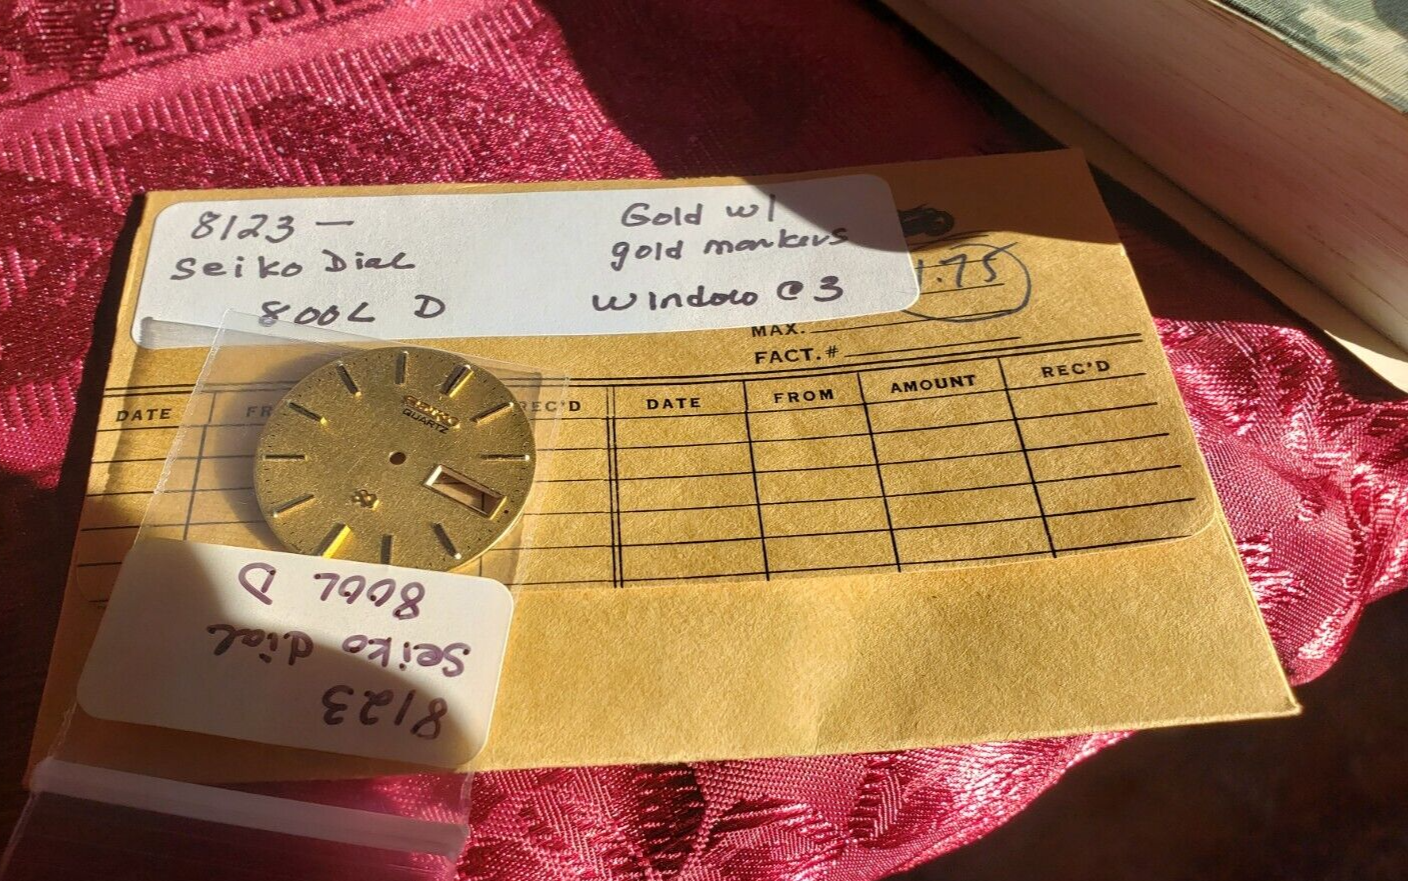 8123 —
Seiko Dial
800L D
Gold w/
gold markers
Window @ 3
.75
MAX.
FACT.#
DATE
REC'D
DATE
FROM
AMOUNT
REC'D
SEIKO
QUARTZ
8123
Seiko dial
800L D